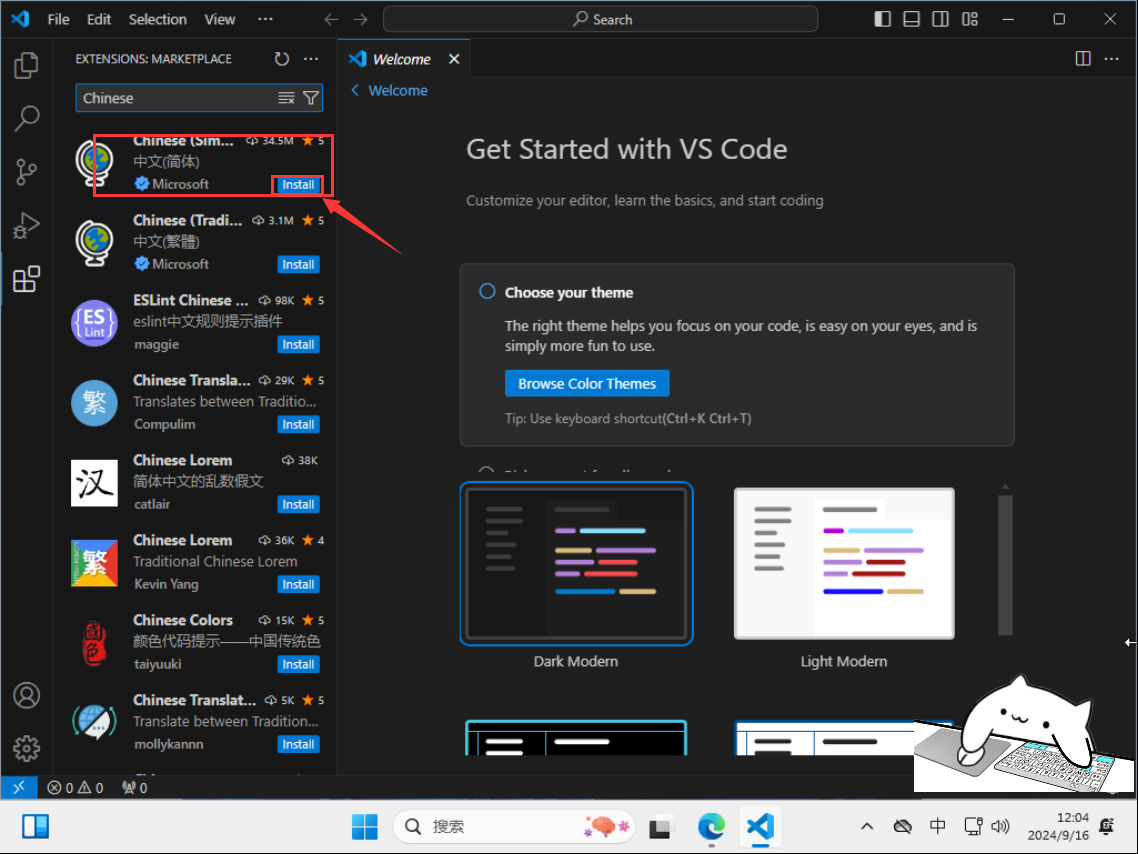 File Edit Selection View ··· Search
EXTENSIONS: MARKETPLACE
Chinese
Chinese (Sim... 34.5M ★ 5
中文(简体)
Microsoft Install
Chinese (Tradi... 3.1M ★ 5
中文(繁體)
Microsoft Install
ESLint Chinese ... 98K ★ 5
eslint中文规则提示插件
maggie Install
ES
Lint
Chinese Transla... 29K ★ 5
Translates between Traditio...
Compulim Install
繁
Chinese Lorem 38K
简体中文的乱数假文
catlair Install
汉
Chinese Lorem 36K ★ 4
Traditional Chinese Lorem
Kevin Yang Install
繁
Chinese Colors 15K ★ 5
颜色代码提示——中国传统色
taiyuuki Install
國色
Chinese Translat... 5K ★ 5
Translate between Tradition...
mollykannn Install
Welcome
Welcome
Get Started with VS Code
Customize your editor, learn the basics, and start coding
Choose your theme
The right theme helps you focus on your code, is easy on your eyes, and is
simply more fun to use.
Browse Color Themes
Tip: Use keyboard shortcut(Ctrl+K Ctrl+T)
Dark Modern
Light Modern
0 0 0
搜索
中
12:04
2024/9/16